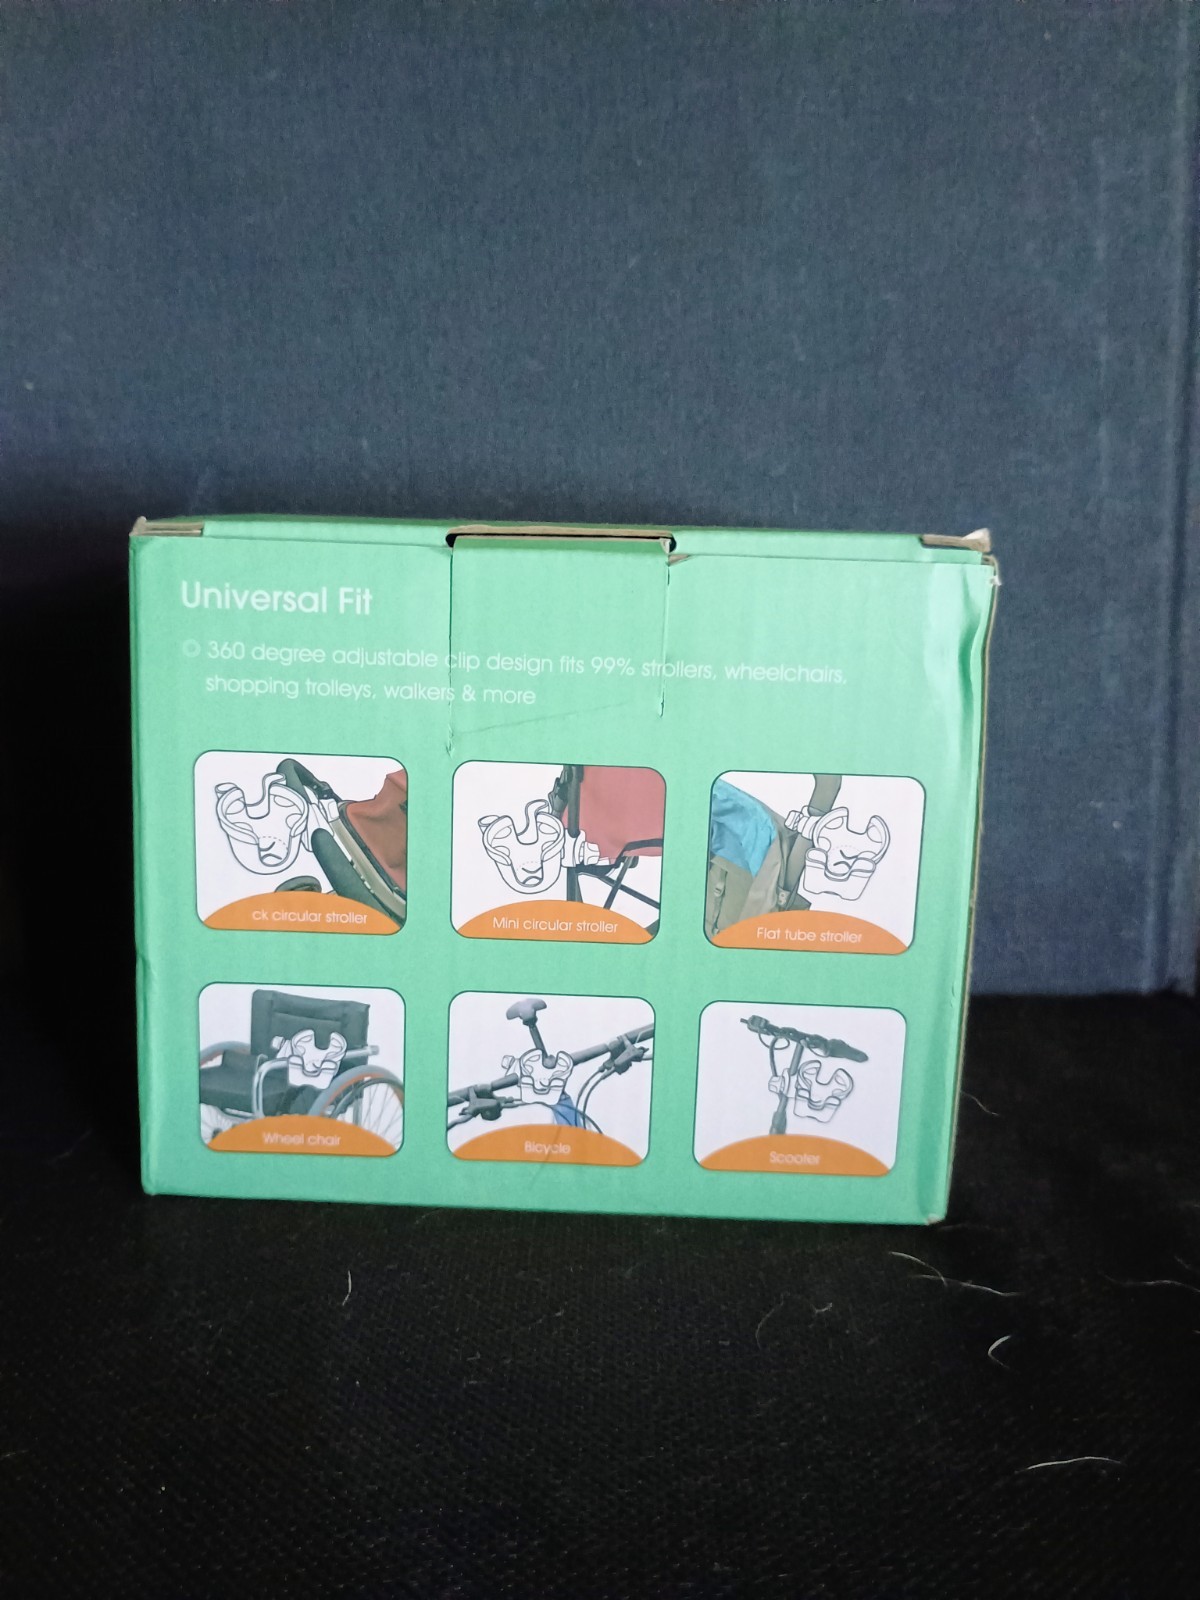 Universal Fit
360 degree adjustable clip design fits 99% strollers, wheelchairs,
shopping trolleys, walkers & more
ck circular stroller
Mini circular stroller
Flat tube stroller
Wheel chair
Bicycle
Scooter